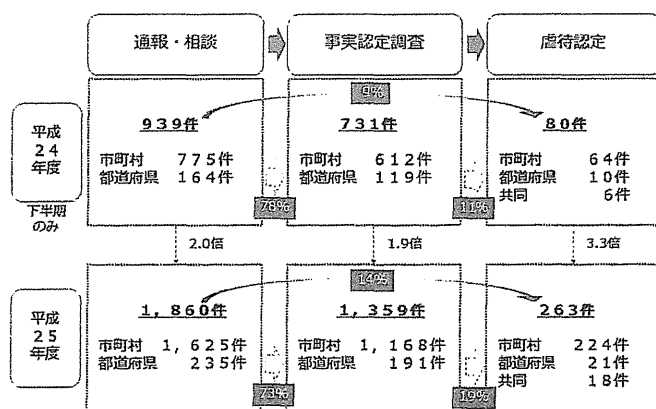 通報・相談
事実認定調査
虐待認定
平成
24
年度
下半期
のみ
9%
939件
市町村 775件
都道府県 164件
78%
731件
市町村 612件
都道府県 119件
11%
80件
市町村 64件
都道府県 10件
共同 6件
2.0倍
1.9倍
3.3倍
平成
25
年度
14%
1,860件
市町村 1,625件
都道府県 235件
73%
1,359件
市町村 1,168件
都道府県 191件
19%
263件
市町村 224件
都道府県 21件
共同 18件